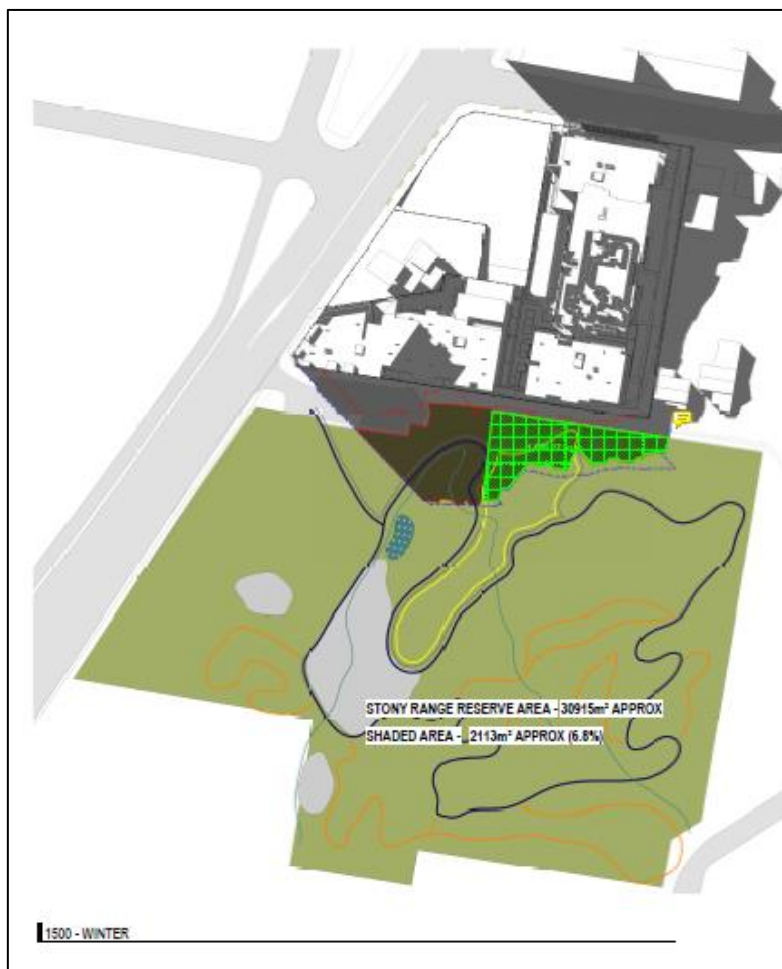 STONY RANGE RESERVE AREA - 30915m² APPROX
SHADED AREA - 2113m² APPROX (6.8%)
1500 - WINTER